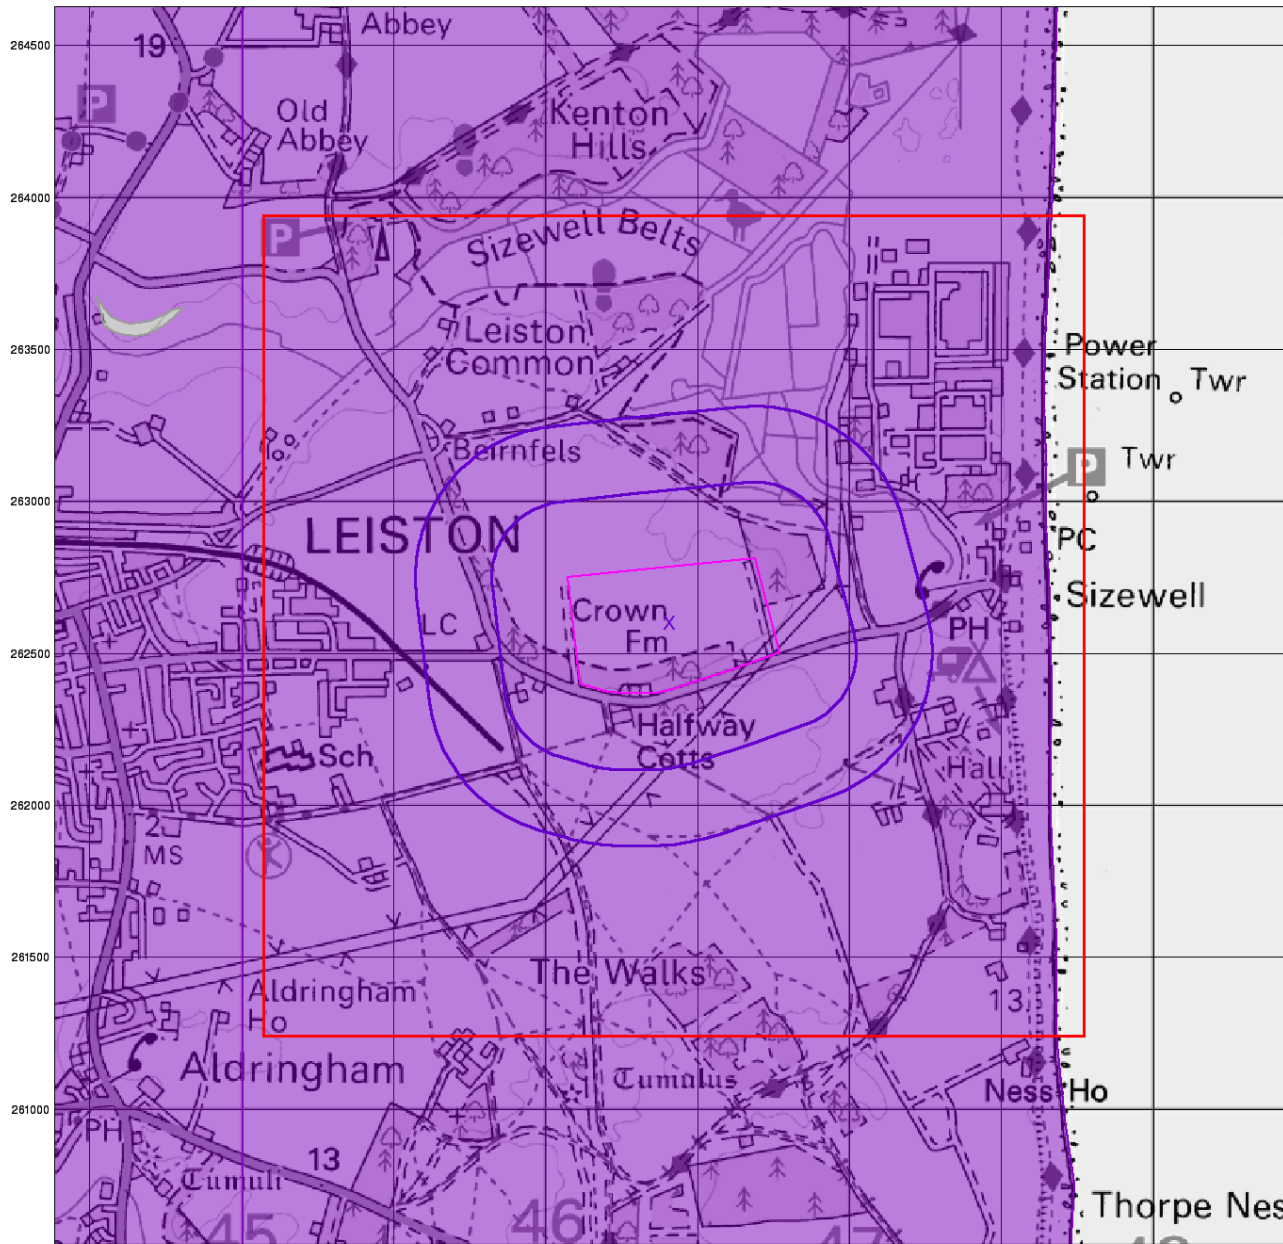 264500
264000
263500
263000
262500
262000
261500
261000
Abbey
19
P
Old
Abbey
Kenton
Hills
P
Sizewell Belts
Leiston
Common
Power
Station
Twr
Beirnfels
P
Twr
LEISTON
PC
Sizewell
Crown
Fm
x
LC
PH
Halfway
Cotts
Sch
Hall
MS
The Walks
Aldringham
Ho
13
Aldringham
Tumulus
Ness Ho
PH
13
Tumuli
Thorpe Nes
45
46
47
48